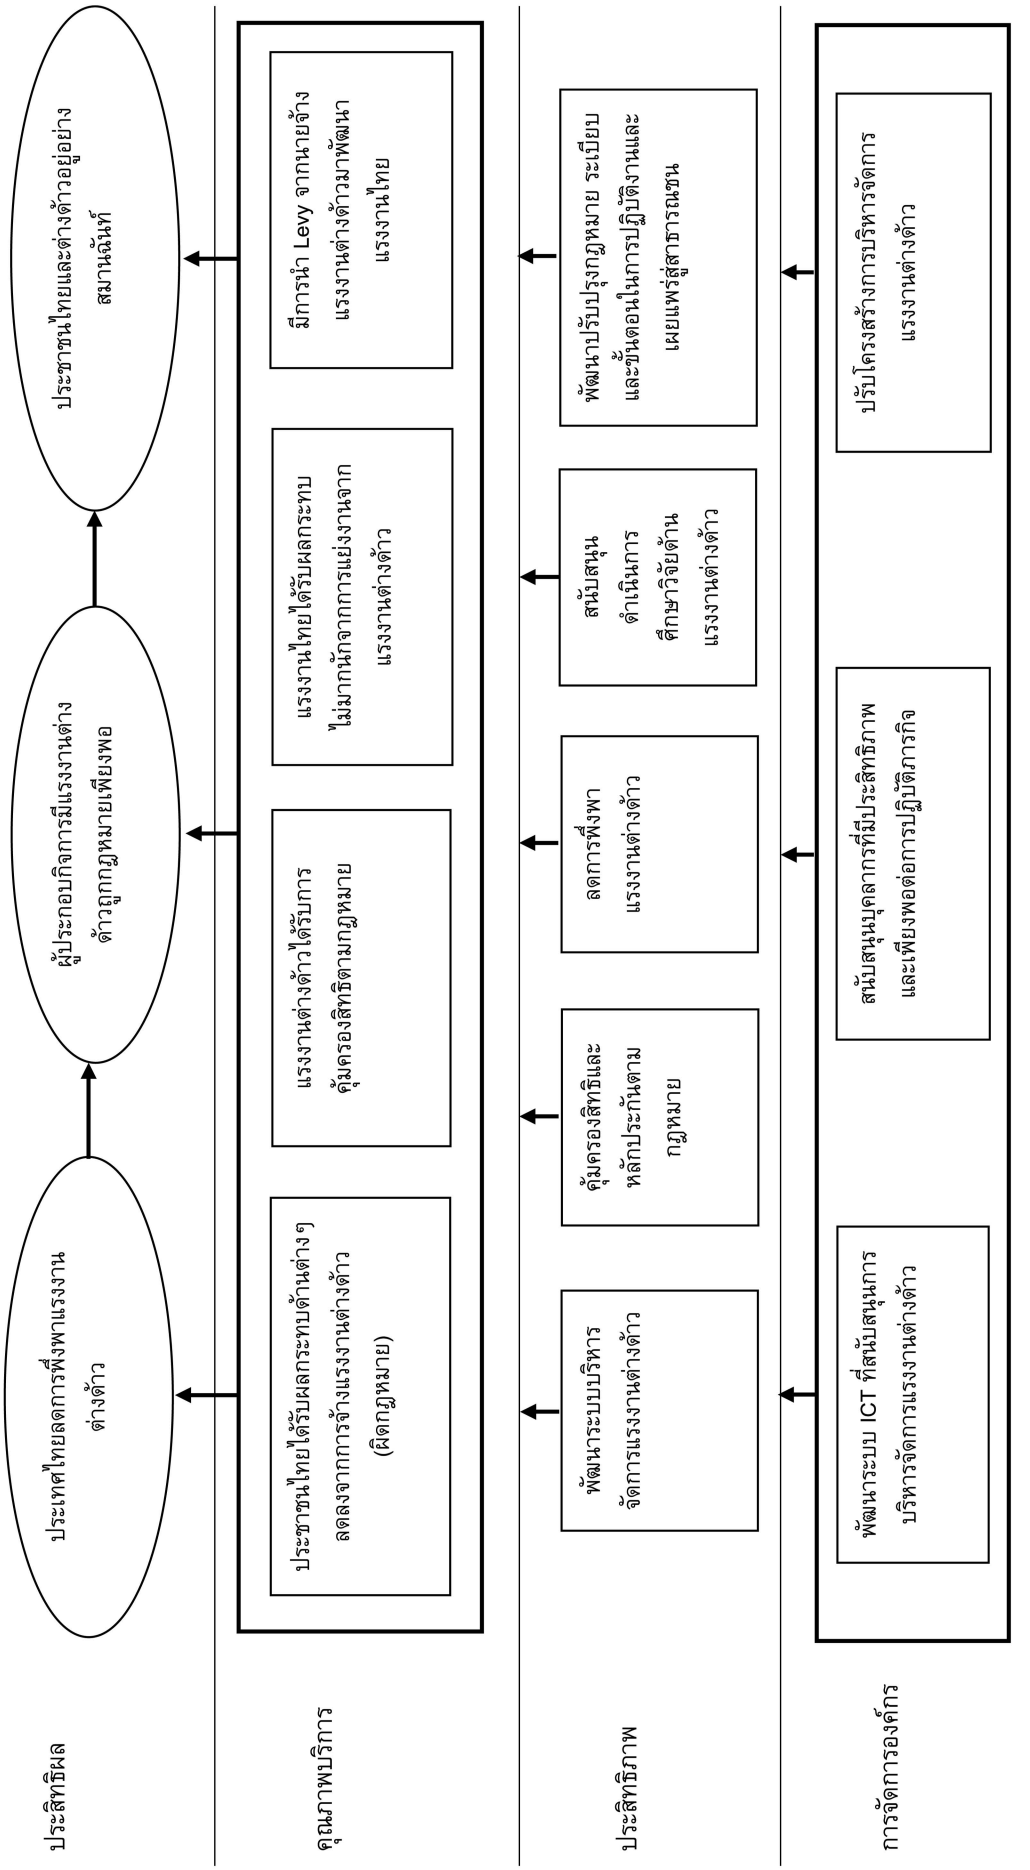 ประสิทธิผล
ประเทศไทยลดการพึ่งพาแรงงาน
ต่างด้าว
ผู้ประกอบกิจการมีแรงงานต่าง
ด้าวถูกกฎหมายเพียงพอ
ประชาชนไทยและต่างด้าวอยู่อย่าง
สมานฉันท์
คุณภาพบริการ
ประชาชนไทยได้รับผลกระทบด้านต่าง ๆ
ลดลงจากการจ้างแรงงานต่างด้าว
(ผิดกฎหมาย)
แรงงานต่างด้าวได้รับการ
คุ้มครองสิทธิตามกฎหมาย
แรงงานไทยได้รับผลกระทบ
ไม่มากนักจากการแย่งงานจาก
แรงงานต่างด้าว
มีการนำ Levy จากนายจ้าง
แรงงานต่างด้าวมาพัฒนา
แรงงานไทย
ประสิทธิภาพ
พัฒนาระบบบริหาร
จัดการแรงงานต่างด้าว
คุ้มครองสิทธิและ
หลักประกันตาม
กฎหมาย
ลดการพึ่งพา
แรงงานต่างด้าว
สนับสนุน
ดำเนินการ
ศึกษาวิจัยด้าน
แรงงานต่างด้าว
พัฒนาปรับปรุงกฎหมาย ระเบียบ
และขั้นตอนในการปฏิบัติงานและ
เผยแพร่สู่สาธารณชน
การจัดการองค์กร
พัฒนาระบบ ICT ที่สนับสนุนการ
บริหารจัดการแรงงานต่างด้าว
สนับสนุนบุคลากรที่มีประสิทธิภาพ
และเพียงพอต่อการปฏิบัติภารกิจ
ปรับโครงสร้างการบริหารจัดการ
แรงงานต่างด้าว